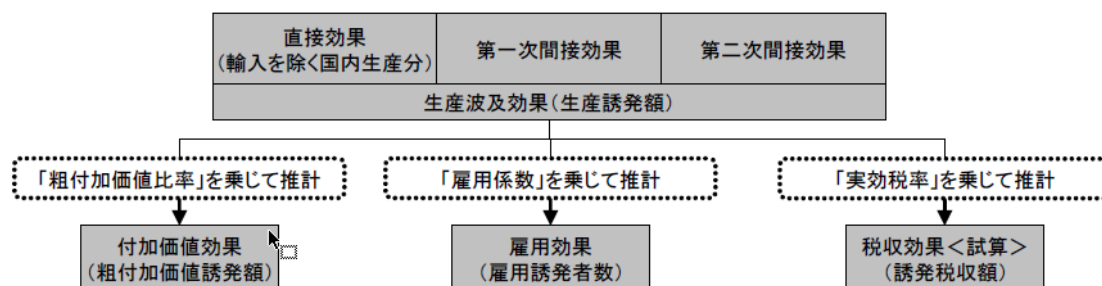 直接効果
(輸入を除く国内生産分)
第一次間接効果
第二次間接効果
生産波及効果(生産誘発額)
「粗付加価値比率」を乗じて推計
「雇用係数」を乗じて推計
「実効税率」を乗じて推計
付加価値効果
(粗付加価値誘発額)
雇用効果
(雇用誘発者数)
税収効果<試算>
(誘発税収額)